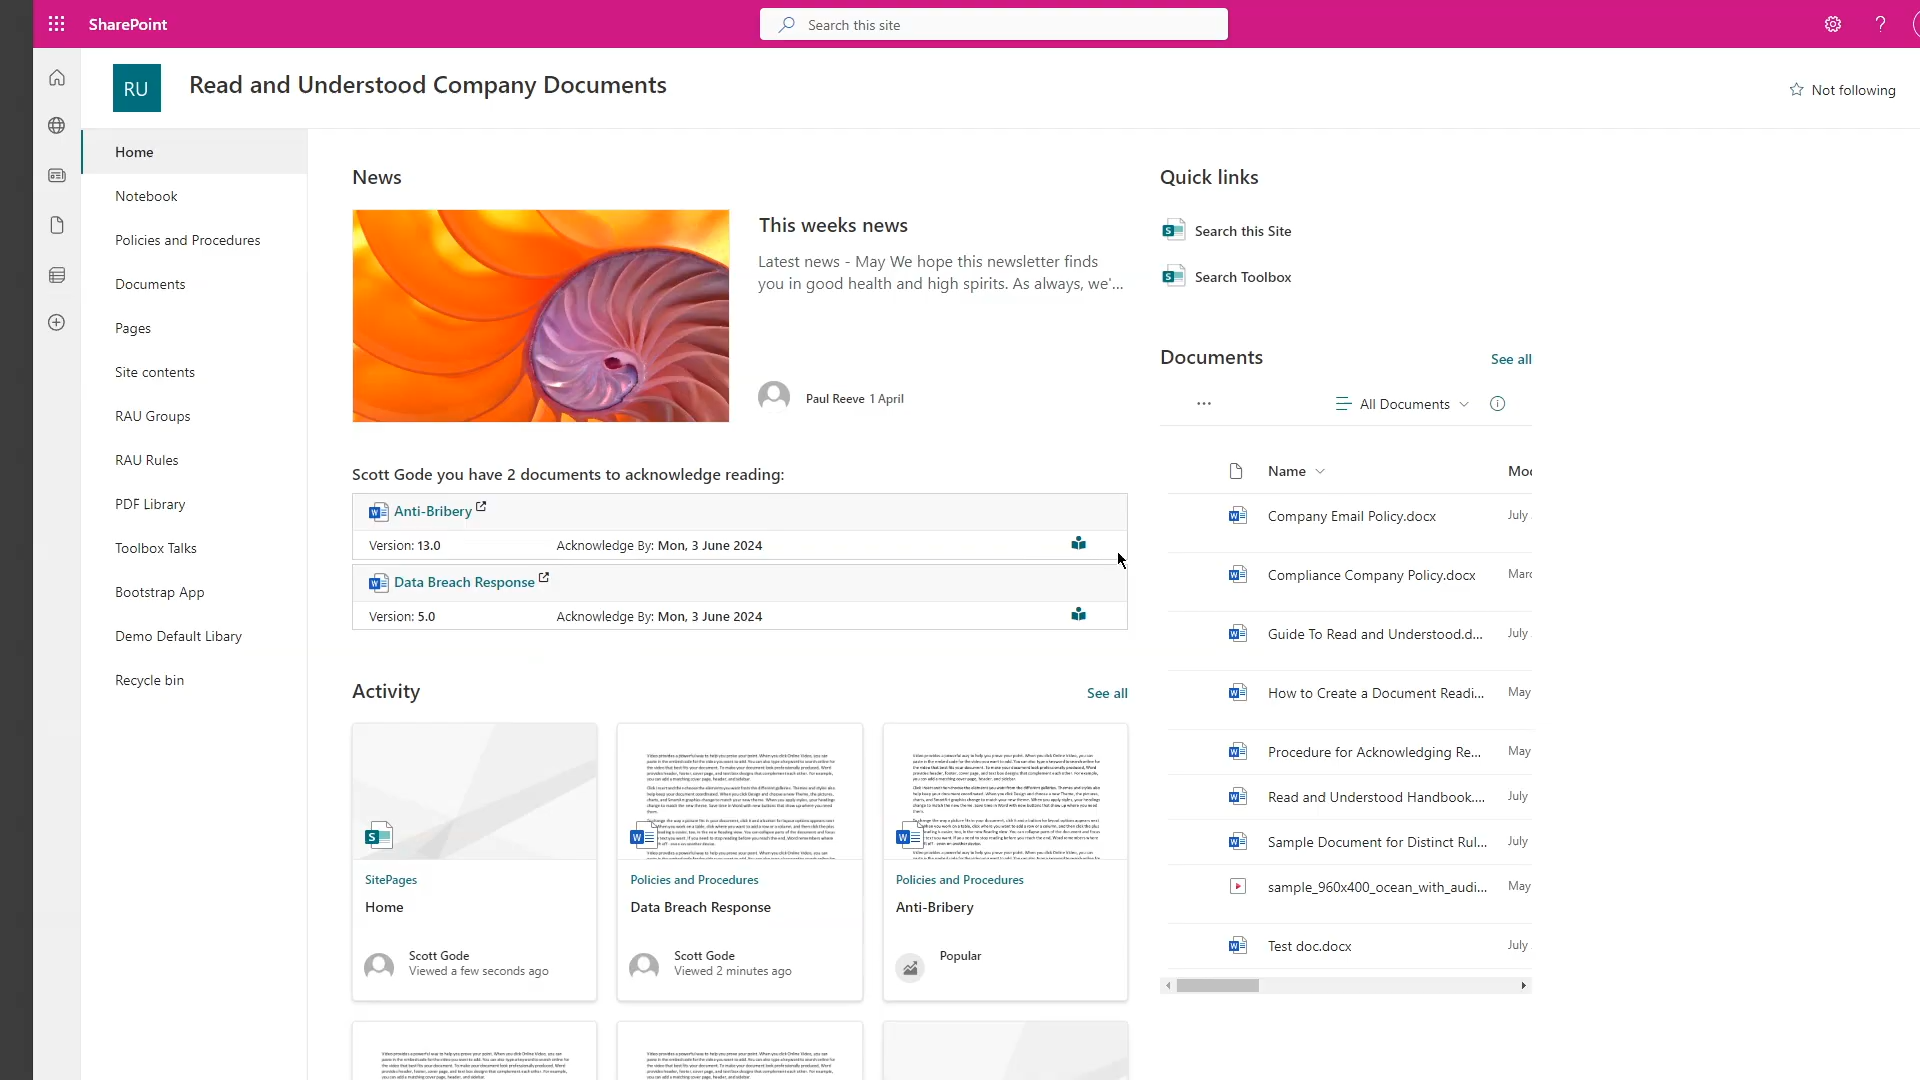 SharePoint
Search this site
RU
Read and Understood Company Documents
Not following
Home
Notebook
Policies and Procedures
Documents
Pages
Site contents
RAU Groups
RAU Rules
PDF Library
Toolbox Talks
Bootstrap App
Demo Default Libary
Recycle bin
News
This weeks news
Latest news - May We hope this newsletter finds
you in good health and high spirits. As always, we'...
Paul Reeve 1 April
Scott Gode you have 2 documents to acknowledge reading:
Anti-Bribery
Version: 13.0 Acknowledge By: Mon, 3 June 2024
Data Breach Response
Version: 5.0 Acknowledge By: Mon, 3 June 2024
Activity
See all
SitePages
Home
Scott Gode
Viewed a few seconds ago
Policies and Procedures
Data Breach Response
Scott Gode
Viewed 2 minutes ago
Policies and Procedures
Anti-Bribery
Popular
Quick links
Search this Site
Search Toolbox
Documents
See all
All Documents
Name
Company Email Policy.docx July
Compliance Company Policy.docx
Guide To Read and Understood.d... July
How to Create a Document Readi... May
Procedure for Acknowledging Re... May
Read and Understood Handbook.... July
Sample Document for Distinct Rul... July
sample_960x400_ocean_with_audi... May
Test doc.docx July